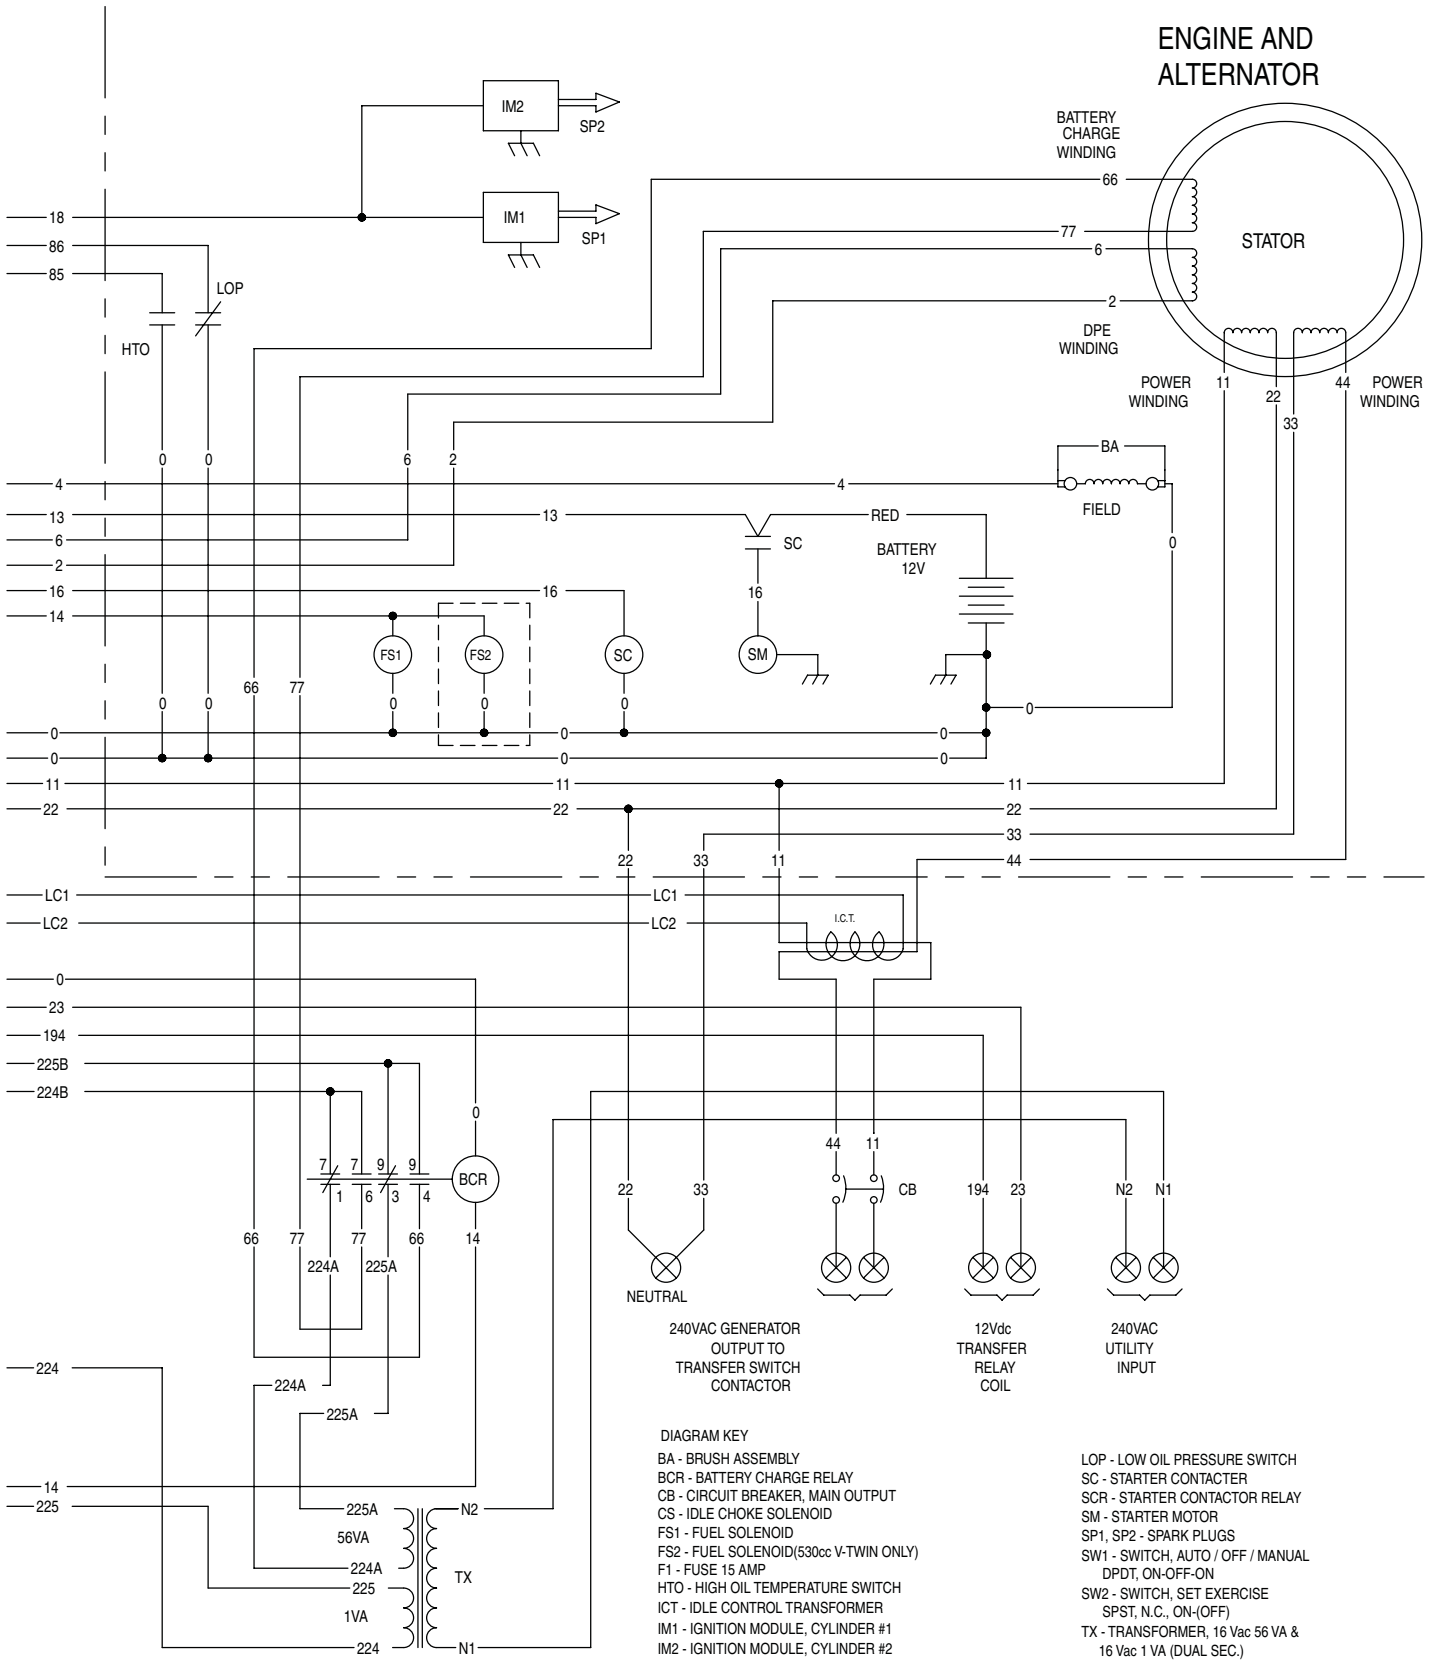 ENGINE AND
ALTERNATOR
IM2
SP2
BATTERY
CHARGE
WINDING
66
18
IM1
SP1
77
STATOR
86
6
85
LOP
2
HTO
DPE
WINDING
POWER
WINDING
11
22
33
44
POWER
WINDING
0
0
6
2
BA
4
4
FIELD
13
13
RED
SC
BATTERY
12V
0
6
2
16
16
16
14
FS1
FS2
SC
SM
66
77
0
0
0
0
0
0
0
0
0
0
0
0
11
11
11
22
22
22
33
22
33
11
44
LC1
LC1
LC2
LC2
I.C.T.
0
23
194
225B
224B
0
44
11
7
7
9
9
BCR
1
6
3
4
22
33
CB
194
23
N2
N1
66
77
77
66
14
224A
225A
NEUTRAL
240VAC GENERATOR
OUTPUT TO
TRANSFER SWITCH
CONTACTOR
12Vdc
TRANSFER
RELAY
COIL
240VAC
UTILITY
INPUT
224
224A
225A
14
225
225A
N2
56VA
224A
225
TX
1VA
224
N1
DIAGRAM KEY
BA - BRUSH ASSEMBLY
BCR - BATTERY CHARGE RELAY
CB - CIRCUIT BREAKER, MAIN OUTPUT
CS - IDLE CHOKE SOLENOID
FS1 - FUEL SOLENOID
FS2 - FUEL SOLENOID(530cc V-TWIN ONLY)
F1 - FUSE 15 AMP
HTO - HIGH OIL TEMPERATURE SWITCH
ICT - IDLE CONTROL TRANSFORMER
IM1 - IGNITION MODULE, CYLINDER #1
IM2 - IGNITION MODULE, CYLINDER #2
LOP - LOW OIL PRESSURE SWITCH
SC - STARTER CONTACTER
SCR - STARTER CONTACTOR RELAY
SM - STARTER MOTOR
SP1, SP2 - SPARK PLUGS
SW1 - SWITCH, AUTO / OFF / MANUAL
DPDT, ON-OFF-ON
SW2 - SWITCH, SET EXERCISE
SPST, N.C., ON-(OFF)
TX - TRANSFORMER, 16 Vac 56 VA &
16 Vac 1 VA (DUAL SEC.)